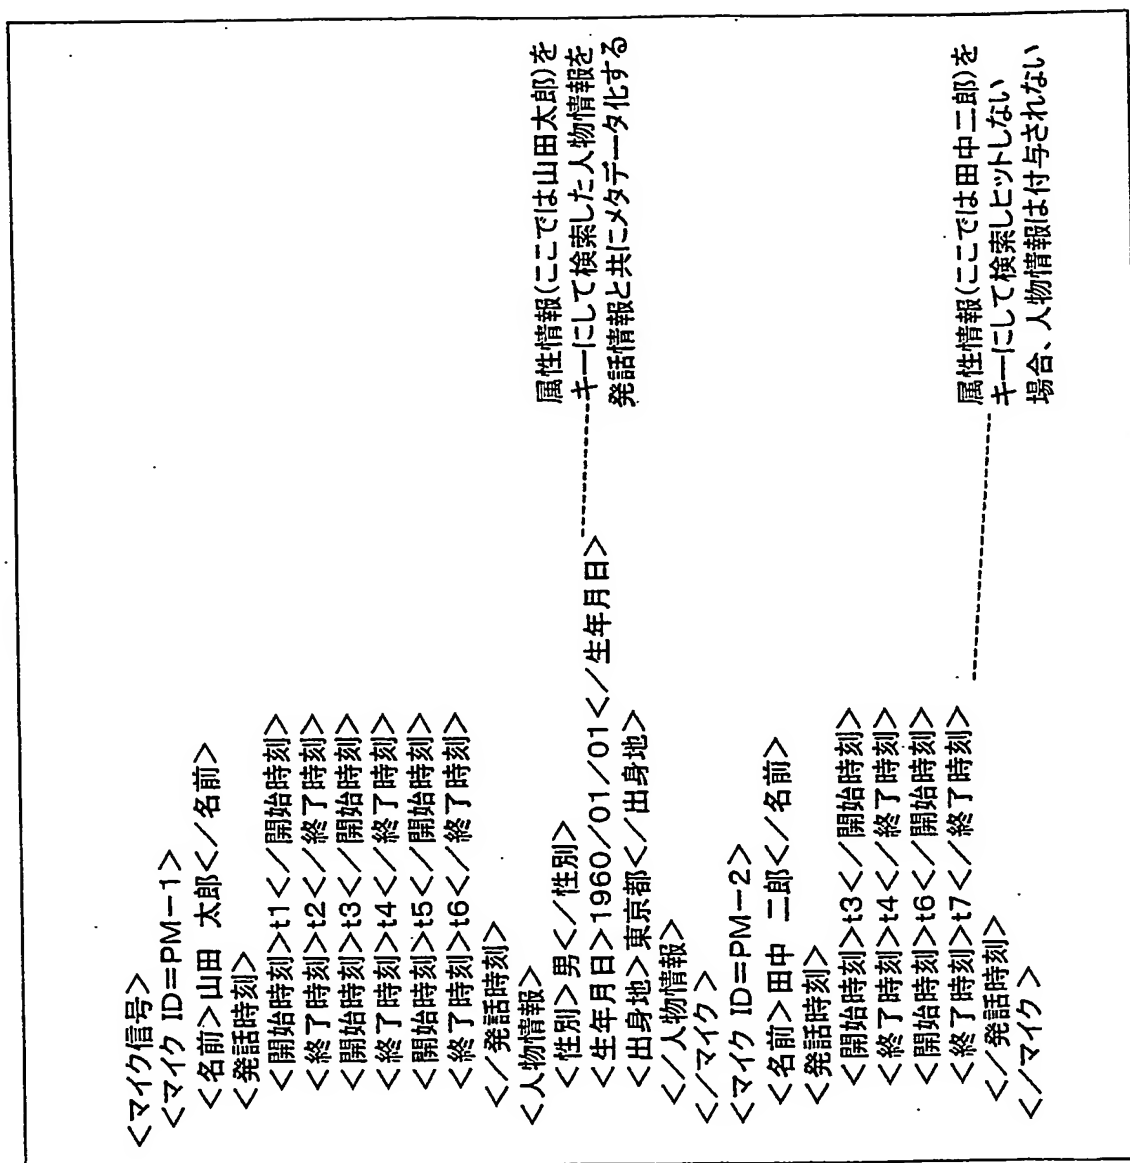 <マイク信号>
<マイク ID=PM－1>
<名前>山田 太郎<／名前>
<発話時刻>
<開始時刻>t1<／開始時刻>
<終了時刻>t2<／終了時刻>
<開始時刻>t3<／開始時刻>
<終了時刻>t4<／終了時刻>
<開始時刻>t5<／開始時刻>
<終了時刻>t6<／終了時刻>
<／発話時刻>
<人物情報>
<性別>男<／性別>
<生年月日>1960／01／01<／生年月日>
<出身地>東京都<／出身地>
<／人物情報>
<／マイク>
<マイク ID=PM－2>
<名前>田中 二郎<／名前>
<発話時刻>
<開始時刻>t3<／開始時刻>
<終了時刻>t4<／終了時刻>
<開始時刻>t6<／開始時刻>
<終了時刻>t7<／終了時刻>
<／発話時刻>
<／マイク>
属性情報(ここでは山田太郎)を
キーにして検索した人物情報を
発話情報と共にメタデータ化する
属性情報(ここでは田中二郎)を
キーにして検索しヒットしない
場合、人物情報は付与されない